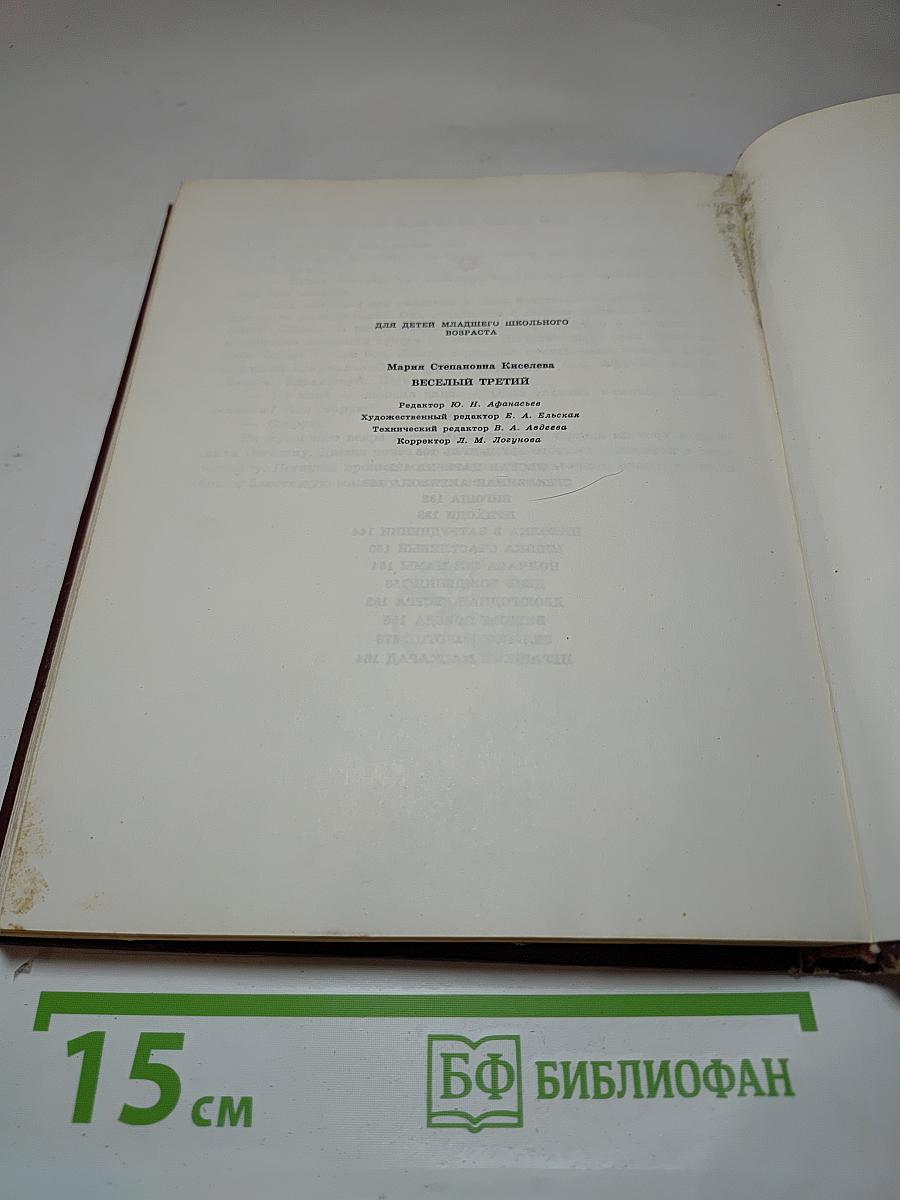 ДЛЯ ДЕТЕЙ МЛАДШЕГО ШКОЛЬНОГО
ВОЗРАСТА
Мария Степановна Киселева
ВЕСЕЛЫЙ ТРЕТИЙ
Редактор Ю. Н. Афанасьев
Художественный редактор Е. А. Ельская
Технический редактор В. А. Авдеева
Корректор Л. М. Логунова
15 см
БФ БИБЛИОФАН